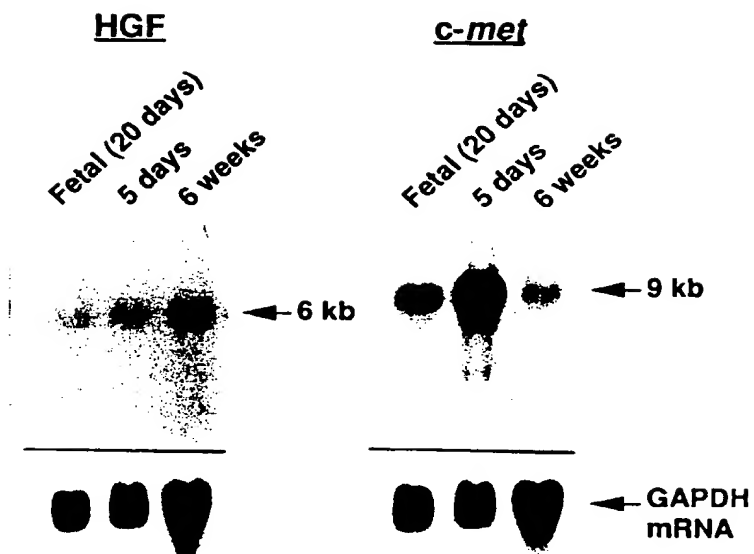 HGF
c-met
Fetal (20 days)
5 days
6 weeks
Fetal (20 days)
5 days
6 weeks
6 kb
9 kb
GAPDH
mRNA